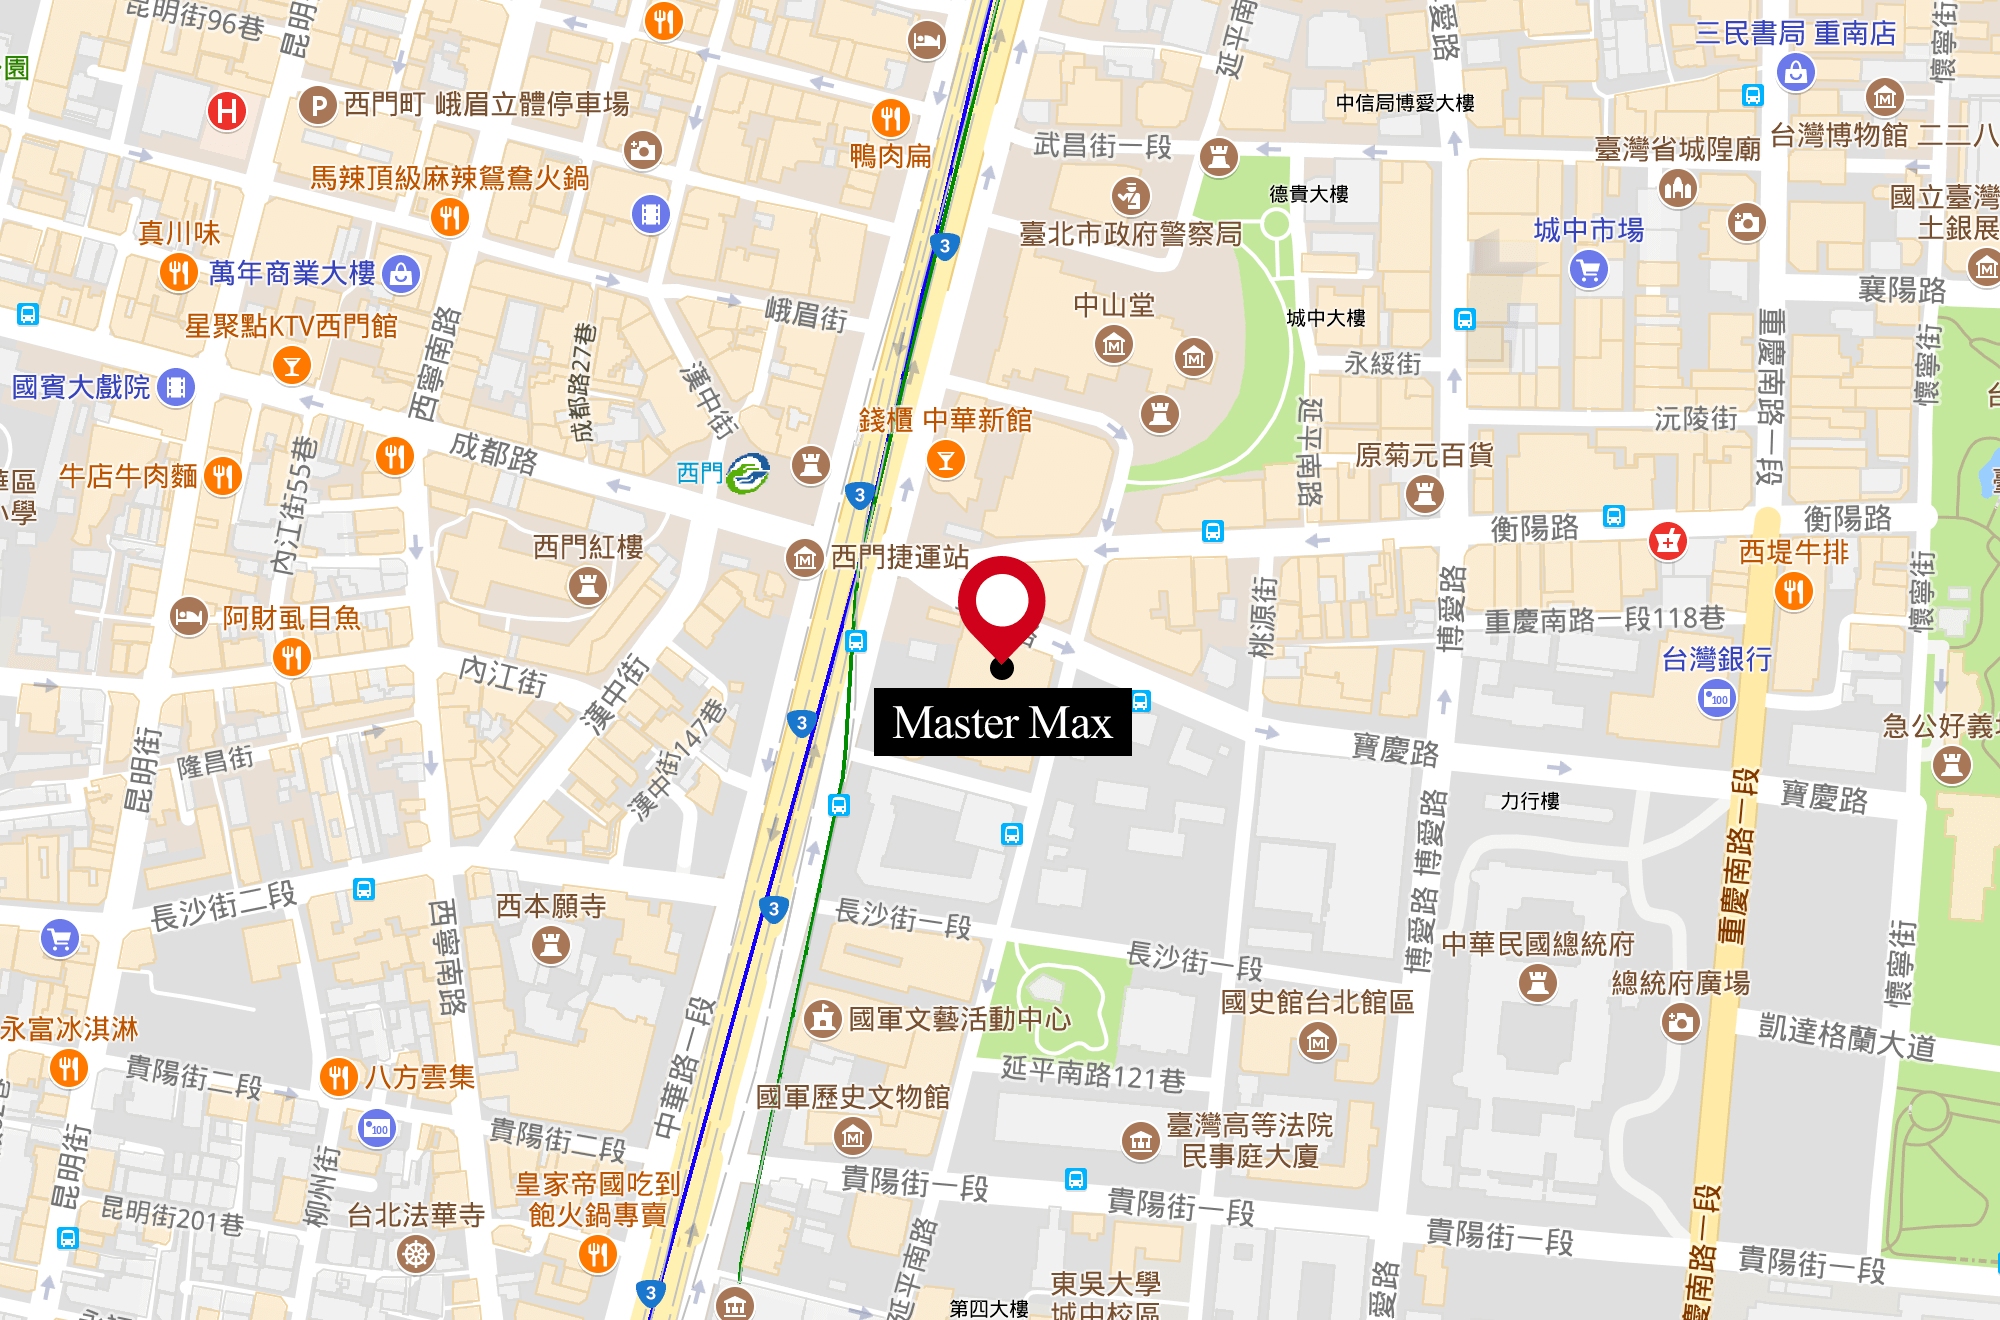 昆明街96巷
昆明
延平南
愛路
懷寧街
三民書局 重南店
園
西門町 峨眉立體停車場
中信局博愛大樓
H
P
鴨肉扁
武昌街一段
臺灣省城隍廟
台灣博物館 二二八
馬辣頂級麻辣鴛鴦火鍋
德貴大樓
國立臺灣
土銀展
真川味
臺北市政府警察局
城中市場
3
萬年商業大樓
襄陽路
中山堂
峨眉街
城中大樓
星聚點KTV西門館
西寧南路
成都路27巷
重慶南路一段
懷寧街
永綏街
國賓大戲院
漢中街
台
錢櫃 中華新館
沅陵街
成都路
延平南路
原菊元百貨
內江街55巷
牛店牛肉麵
西門
華區
小學
臺
3
衡陽路
衡陽路
西門紅樓
西門捷運站
西堤牛排
桃源街
博愛路
懷寧街
阿財虱目魚
重慶南路一段118巷
路
台灣銀行
100
內江街
漢中街
Master Max
3
漢中街147巷
急公好義坊
昆明街
隆昌街
寶慶路
寶慶路
力行樓
博愛路
博愛路
重慶南路一段
長沙街二段
西本願寺
長沙街一段
西寧南路
長沙街一段
中華民國總統府
懷寧街
3
總統府廣場
國史館台北館區
永富冰淇淋
國軍文藝活動中心
凱達格蘭大道
中華路一段
貴陽街二段
八方雲集
延平南路121巷
國軍歷史文物館
100
臺灣高等法院
民事庭大廈
貴陽街二段
昆明街
柳州街
皇家帝國吃到
飽火鍋專賣
貴陽街一段
貴陽街一段
昆明街201巷
台北法華寺
重慶南路一段
貴陽街一段
貴陽街一段
延平南路
3
愛路
東吳大學
城中校區
第四大樓